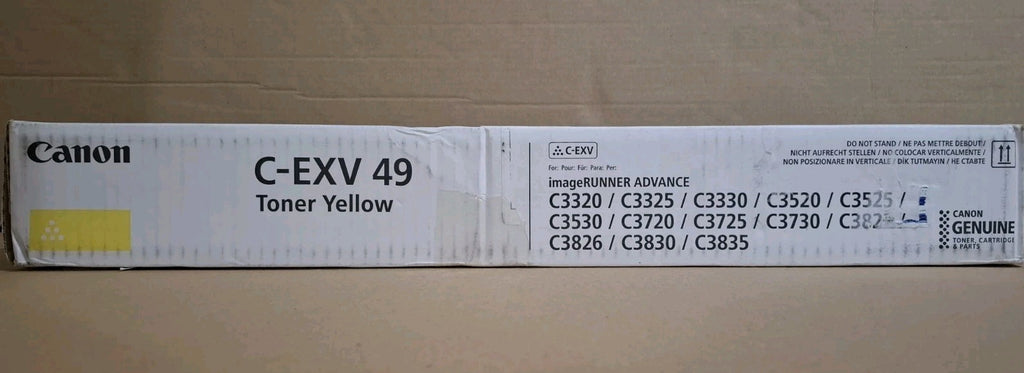 Canon
C-EXV 49
Toner Yellow
C-EXV
For: Pour: Für: Para: Per:
imageRUNNER ADVANCE
C3320 / C3325 / C3330 / C3520 / C3525 /
C3530 / C3720 / C3725 / C3730 /
C3826 / C3830 / C3835
DO NOT STAND / NE PAS METTRE DEBOUT/
NICHT AUFRECHT STELLEN / NO COLOCAR VERTICALMENTE /
NON POSIZIONARE IN VERTICALE / DİK TUTMAYIN / НЕ СТАВТЕ
CANON
GENUINE
TONER, CARTRIDGE
& PARTS